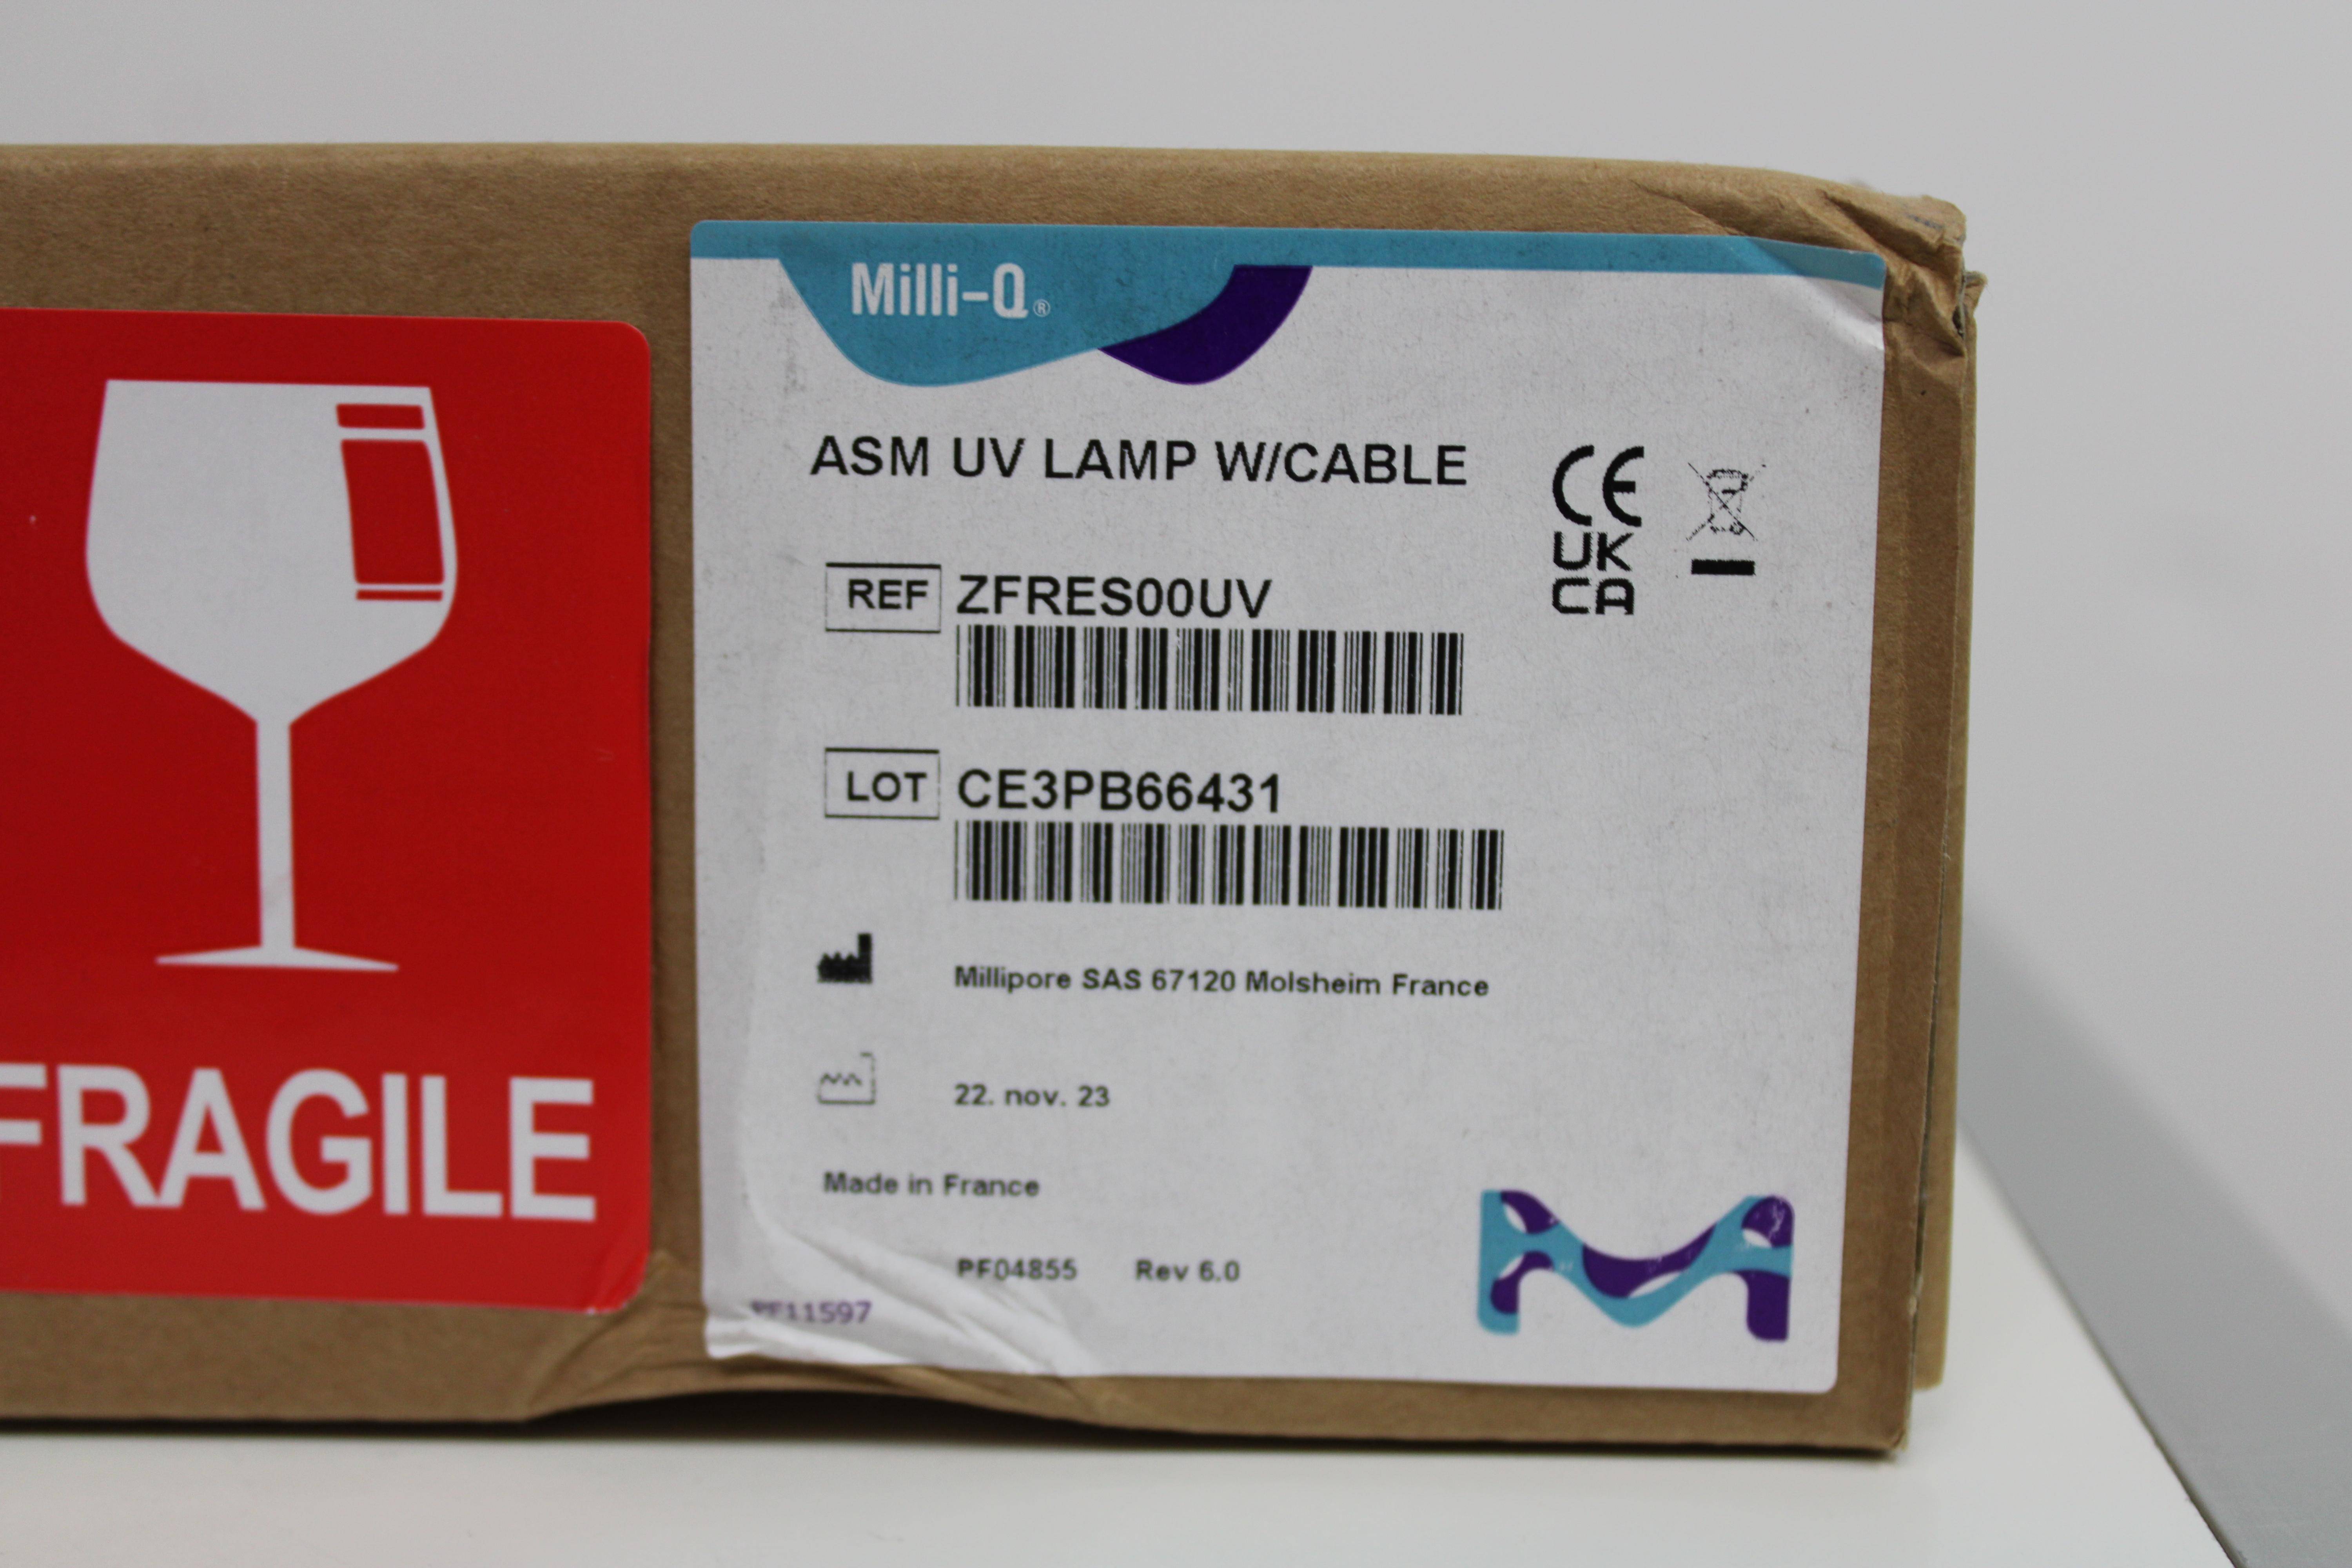 FRAGILE
Milli-Q®
ASM UV LAMP W/CABLE
CE
UK
CA
REF ZFRES00UV
LOT CE3PB66431
Millipore SAS 67120 Molsheim France
22. nov. 23
Made in France
PF04855 Rev 6.0
PF11597
M